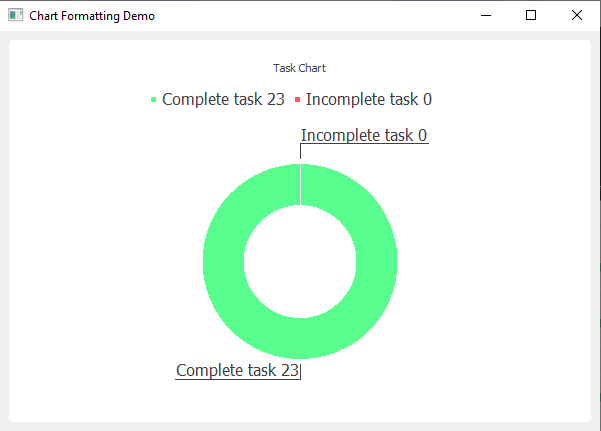 Chart Formatting Demo
Task Chart
Complete task 23 Incomplete task 0
Incomplete task 0
Complete task 23